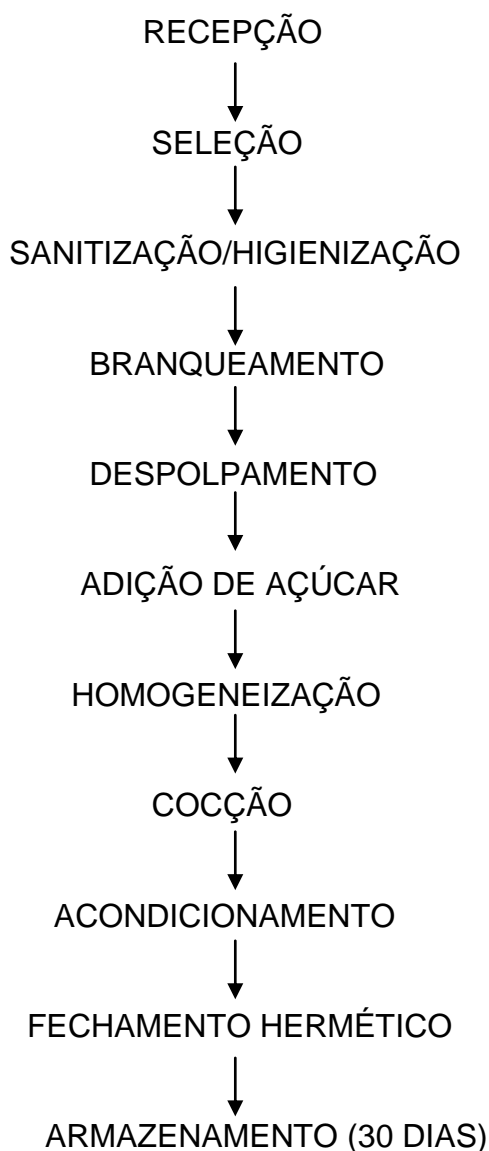 RECEPÇÃO
SELEÇÃO
SANITIZAÇÃO/HIGIENIZAÇÃO
BRANQUEAMENTO
DESPOLPAMENTO
ADIÇÃO DE AÇÚCAR
HOMOGENEIZAÇÃO
COCÇÃO
ACONDICIONAMENTO
FECHAMENTO HERMÉTICO
ARMAZENAMENTO (30 DIAS)